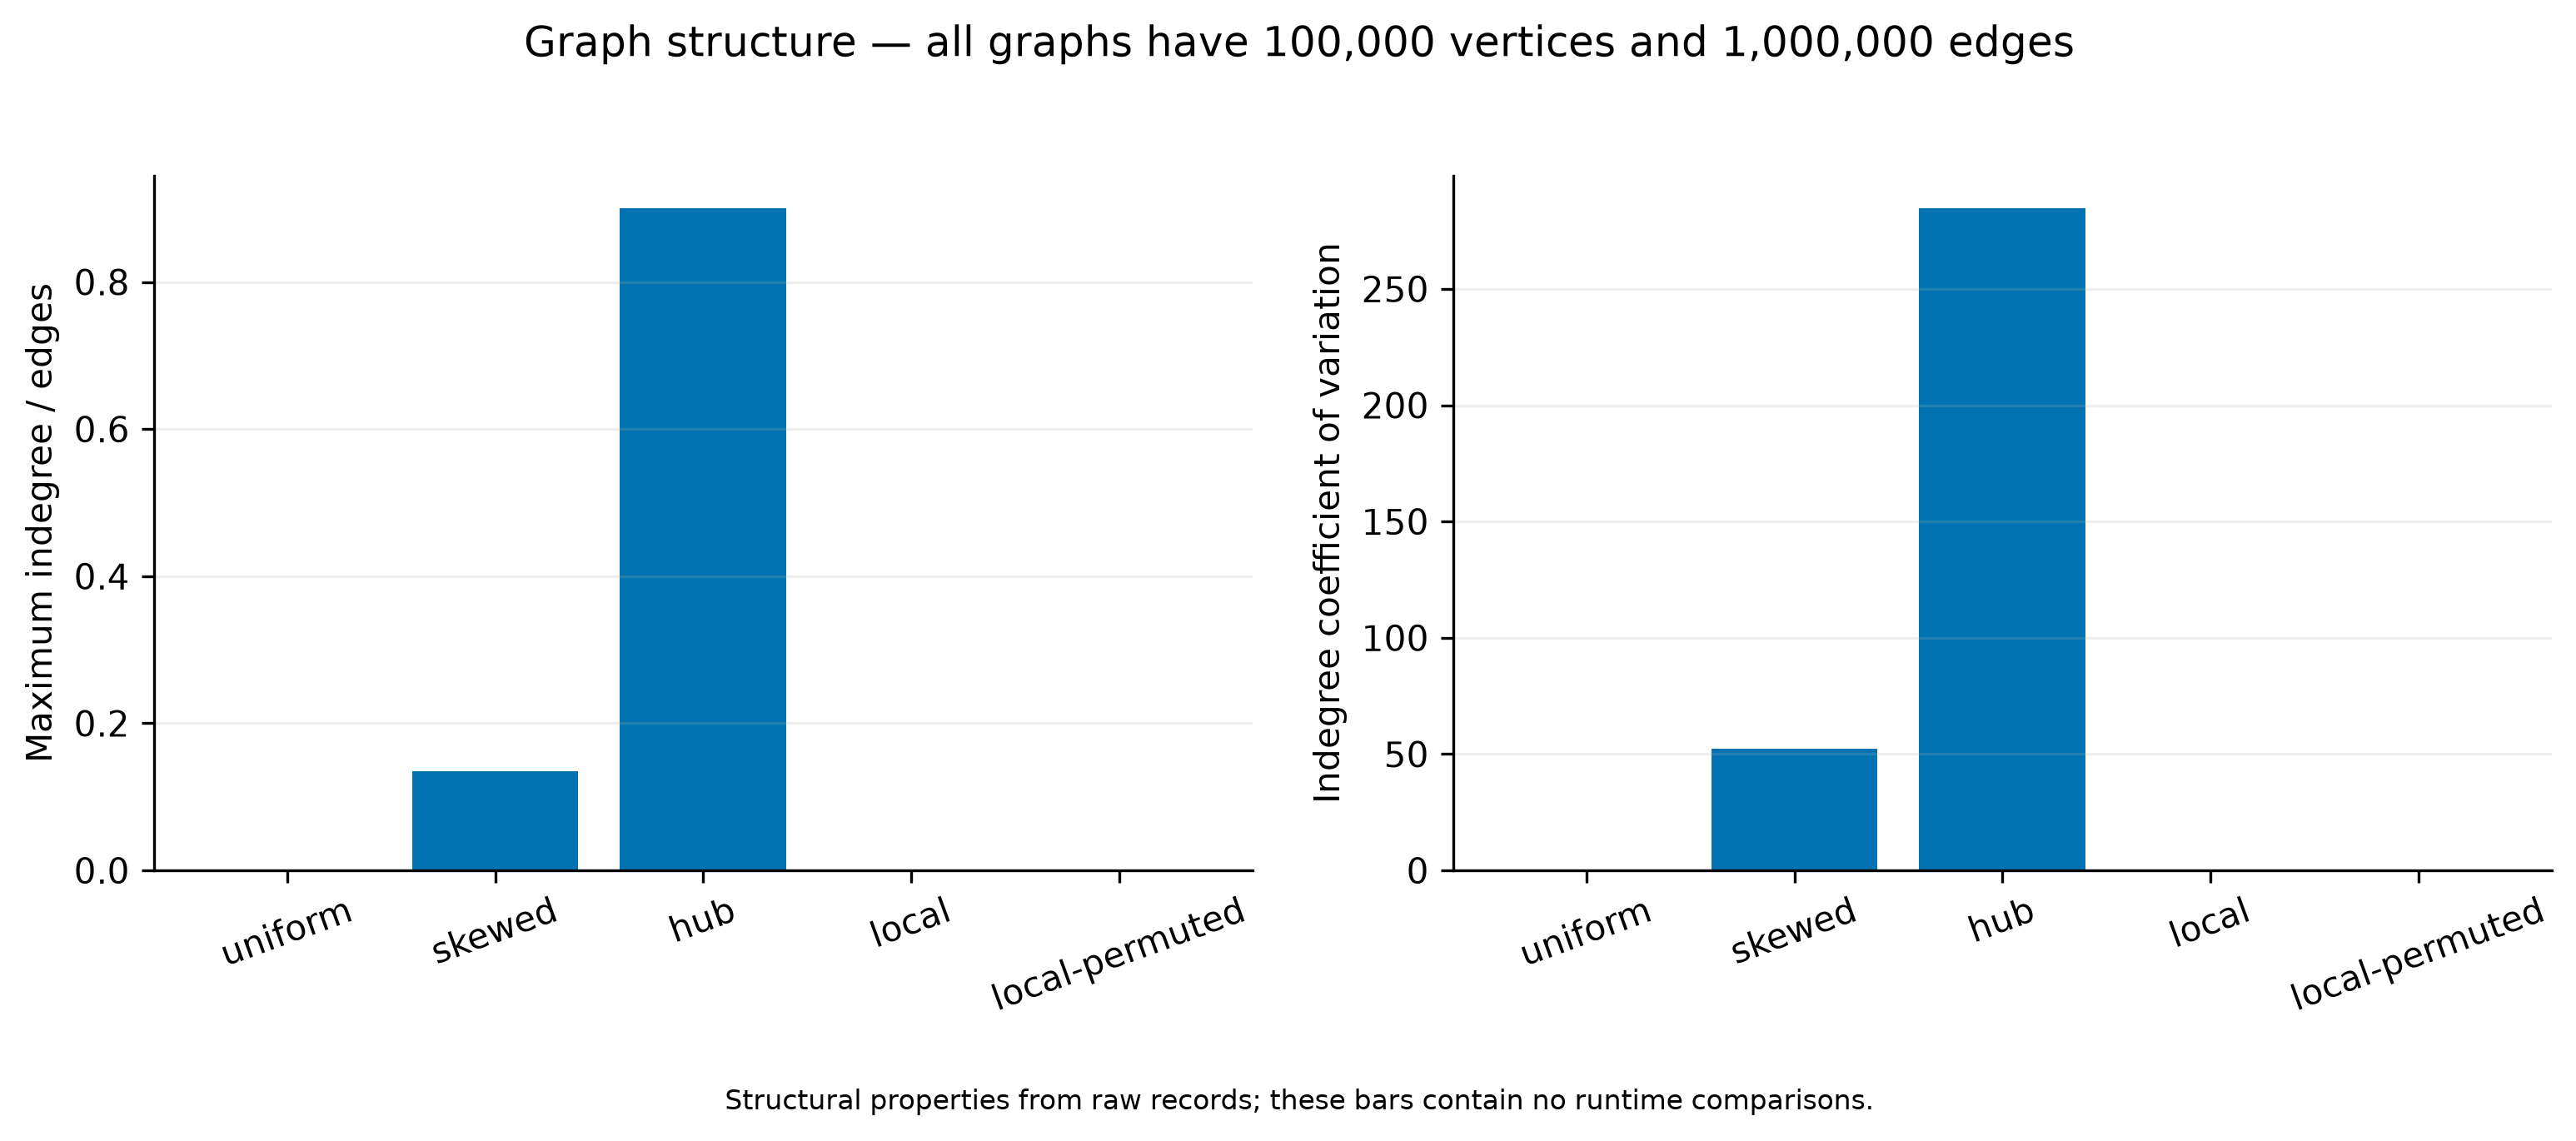 Graph structure — all graphs have 100,000 vertices and 1,000,000 edges
Maximum indegree / edges
0.8
0.6
0.4
0.2
0.0
uniform
skewed
hub
local
local-permuted
Indegree coefficient of variation
250
200
150
100
50
0
uniform
skewed
hub
local
local-permuted
Structural properties from raw records; these bars contain no runtime comparisons.